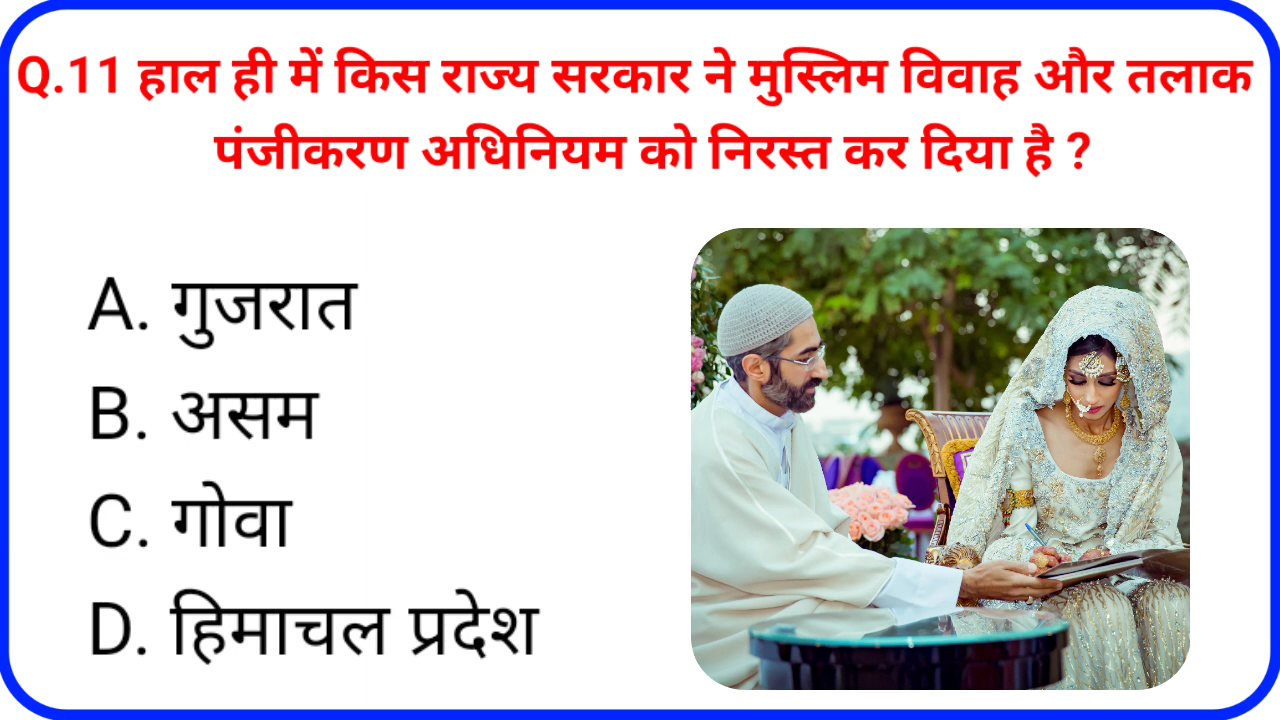 Q.11 हाल ही में किस राज्य सरकार ने मुस्लिम विवाह और तलाक
पंजीकरण अधिनियम को निरस्त कर दिया है ?
A. गुजरात
B. असम
C. गोवा
D. हिमाचल प्रदेश